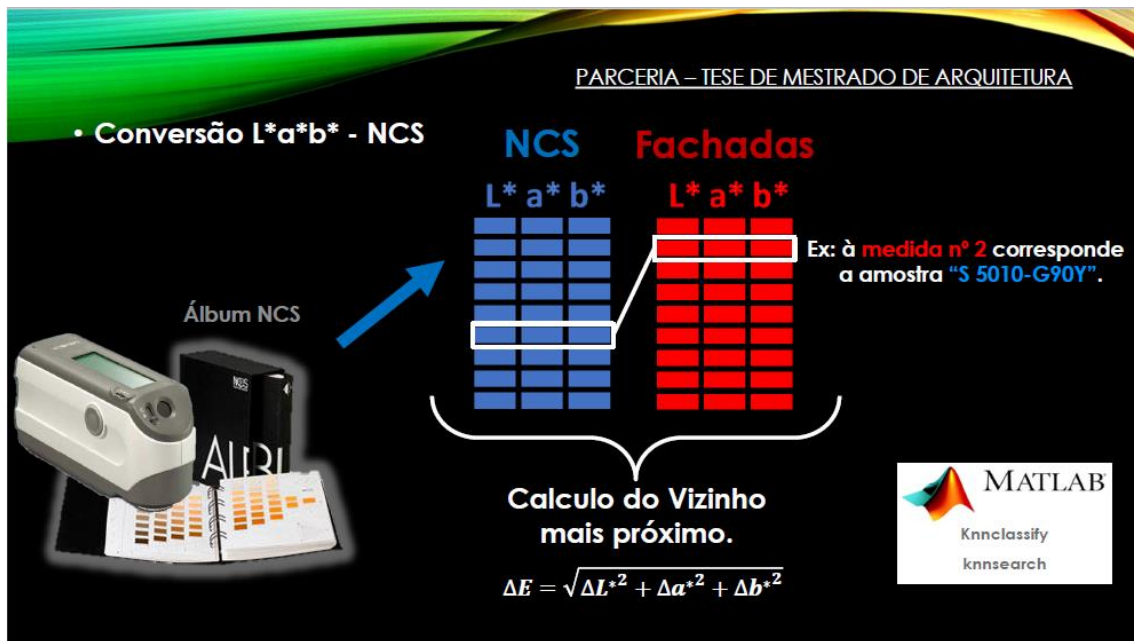 PARCERIA – TESE DE MESTRADO DE ARQUITETURA
• Conversão L*a*b* - NCS
NCS
Fachadas
L* a* b*
L* a* b*
Ex: à medida nº 2 corresponde
a amostra “S 5010-G90Y”.
Álbum NCS
NCS
Calculo do Vizinho
mais próximo.
ΔE = √ΔL*² + Δa*² + Δb*²
MATLAB
Knnclassify
knnsearch